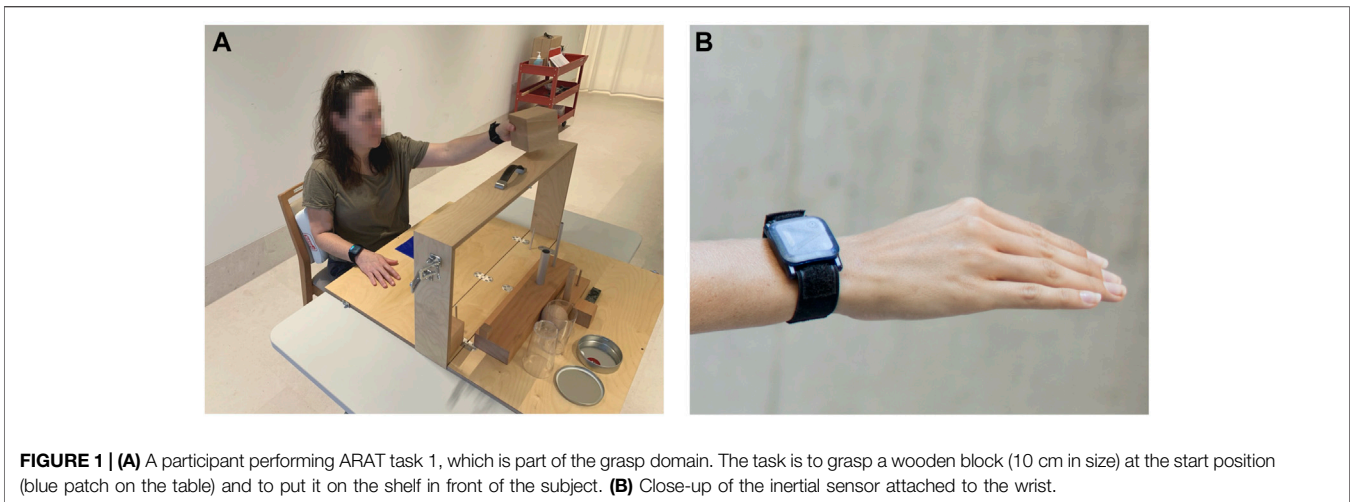 A
B
FIGURE 1 | (A) A participant performing ARAT task 1, which is part of the grasp domain. The task is to grasp a wooden block (10 cm in size) at the start position
(blue patch on the table) and to put it on the shelf in front of the subject. (B) Close-up of the inertial sensor attached to the wrist.